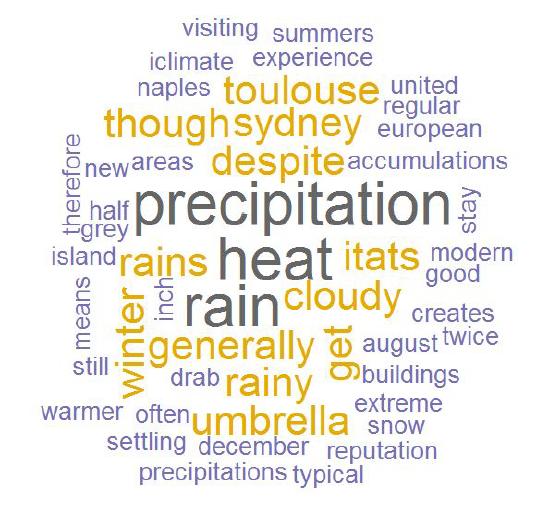 visiting summers
iclimate experience
naples toulouse united
regular
though sydney european
therefore new areas despite accumulations
half precipitation stay
grey
island rains heat itats modern
good
means winter inch rain cloudy creates
generally get august twice
still drab rainy buildings
warmer often umbrella extreme
snow
settling december reputation
precipitations typical